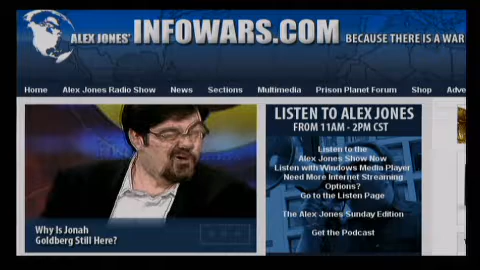 ALEX JONES' INFOWARS.COM BECAUSE THERE IS A WAR
Home Alex Jones Radio Show News Sections Multimedia Prison Planet Forum Shop Adve
LISTEN TO ALEX JONES
FROM 11AM - 2PM CST
Listen to the
Alex Jones Show Now
Listen with Windows Media Player
Need More Internet Streaming
Options?
Go to the Listen Page
The Alex Jones Sunday Edition
Get the Podcast
Why Is Jonah
Goldberg Still Here?